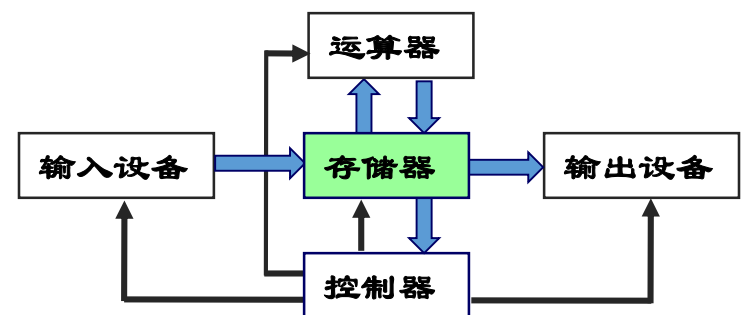 运算器
输入设备
存储器
输出设备
控制器